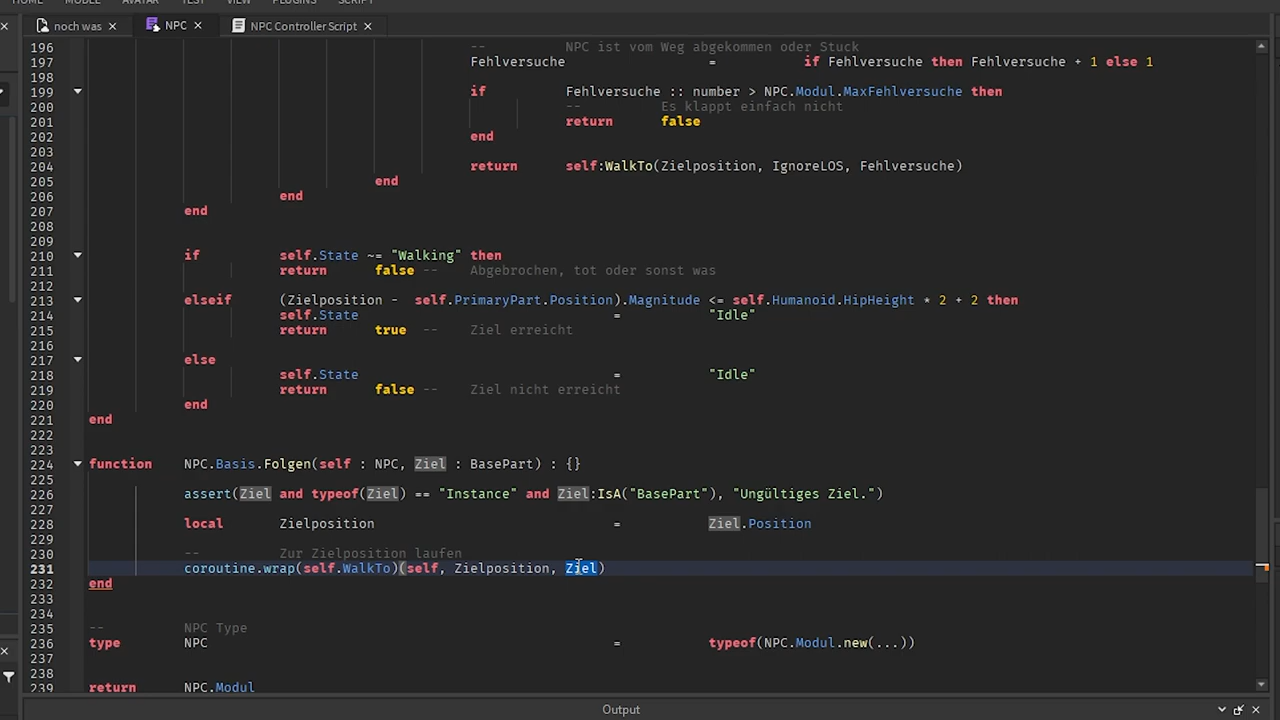 HOME MODEL AVATAR TEST VIEW PLUGINS SCRIPT
noch was × NPC × NPC Controller Script ×
196 -- NPC ist vom Weg abgekommen oder Stuck
197 Fehlversuche = if Fehlversuche then Fehlversuche + 1 else 1
198
199 if Fehlversuche :: number > NPC.Modul.MaxFehlversuche then
200 -- Es klappt einfach nicht
201 return false
202 end
203
204 return self:WalkTo(Zielposition, IgnoreLOS, Fehlversuche)
205 end
206 end
207 end
208
209
210 if self.State ~= "Walking" then
211 return false -- Abgebrochen, tot oder sonst was
212
213 elseif (Zielposition - self.PrimaryPart.Position).Magnitude <= self.Humanoid.HipHeight * 2 + 2 then
214 self.State = "Idle"
215 return true -- Ziel erreicht
216
217 else
218 self.State = "Idle"
219 return false -- Ziel nicht erreicht
220 end
221 end
222
223
224 function NPC.Basis.Folgen(self : NPC, Ziel : BasePart) : {}
225
226 assert(Ziel and typeof(Ziel) == "Instance" and Ziel:IsA("BasePart"), "Ungültiges Ziel.")
227
228 local Zielposition = Ziel.Position
229
230 -- Zur Zielposition laufen
231 coroutine.wrap(self.WalkTo)(self, Zielposition, Ziel)
232 end
233
234
235 -- NPC Type
236 type NPC = typeof(NPC.Modul.new(...))
237
238
239 return NPC.Modul
Output